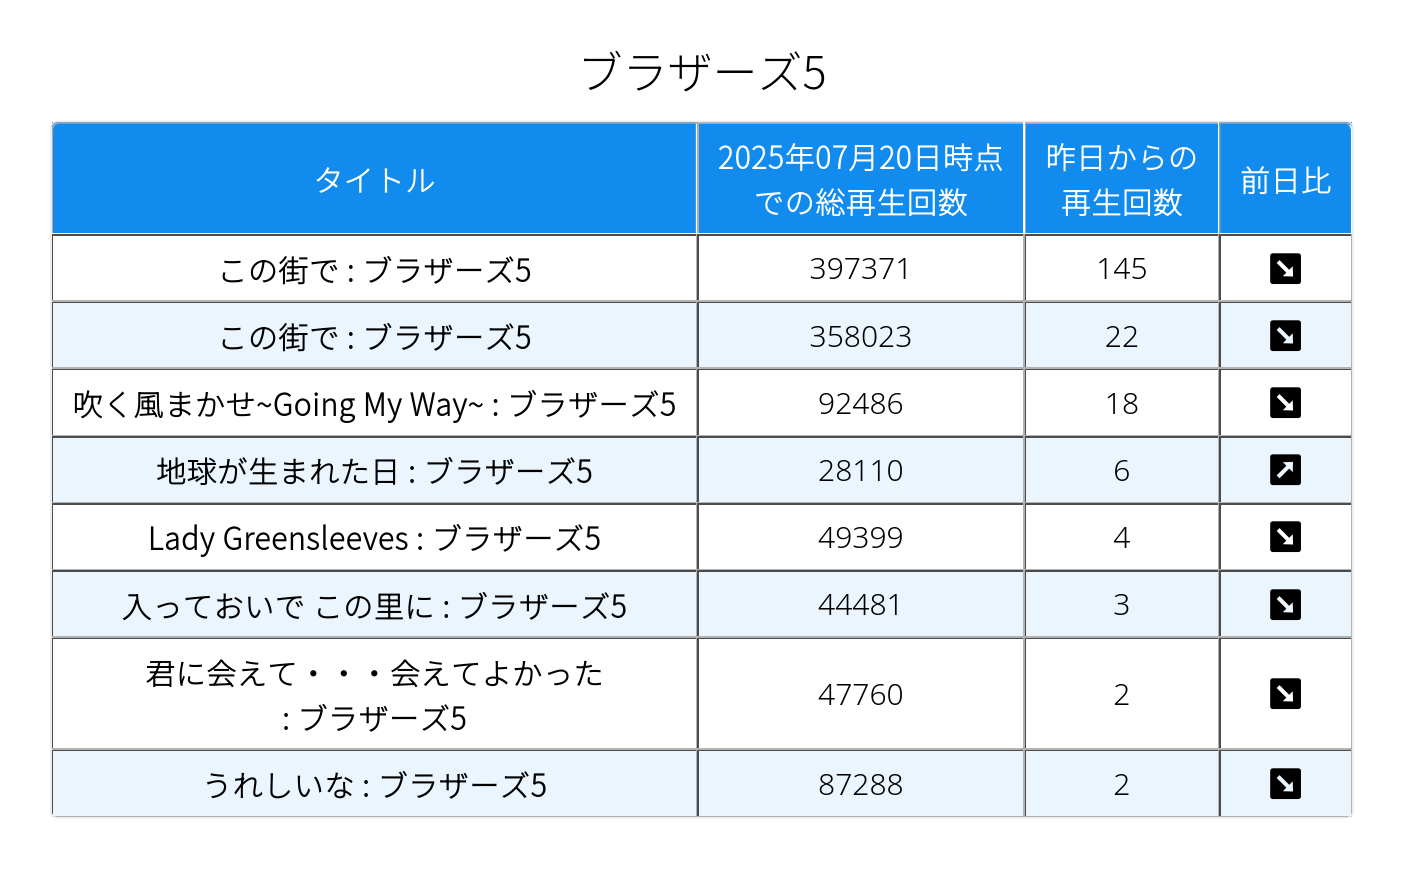 ブラザーズ5
タイトル
2025年07月20日時点
での総再生回数
昨日からの
再生回数
前日比
この街で : ブラザーズ5 397371 145
この街で : ブラザーズ5 358023 22
吹く風まかせ~Going My Way~ : ブラザーズ5 92486 18
地球が生まれた日 : ブラザーズ5 28110 6
Lady Greensleeves : ブラザーズ5 49399 4
入っておいで この里に : ブラザーズ5 44481 3
君に会えて・・・会えてよかった
: ブラザーズ5 47760 2
うれしいな : ブラザーズ5 87288 2